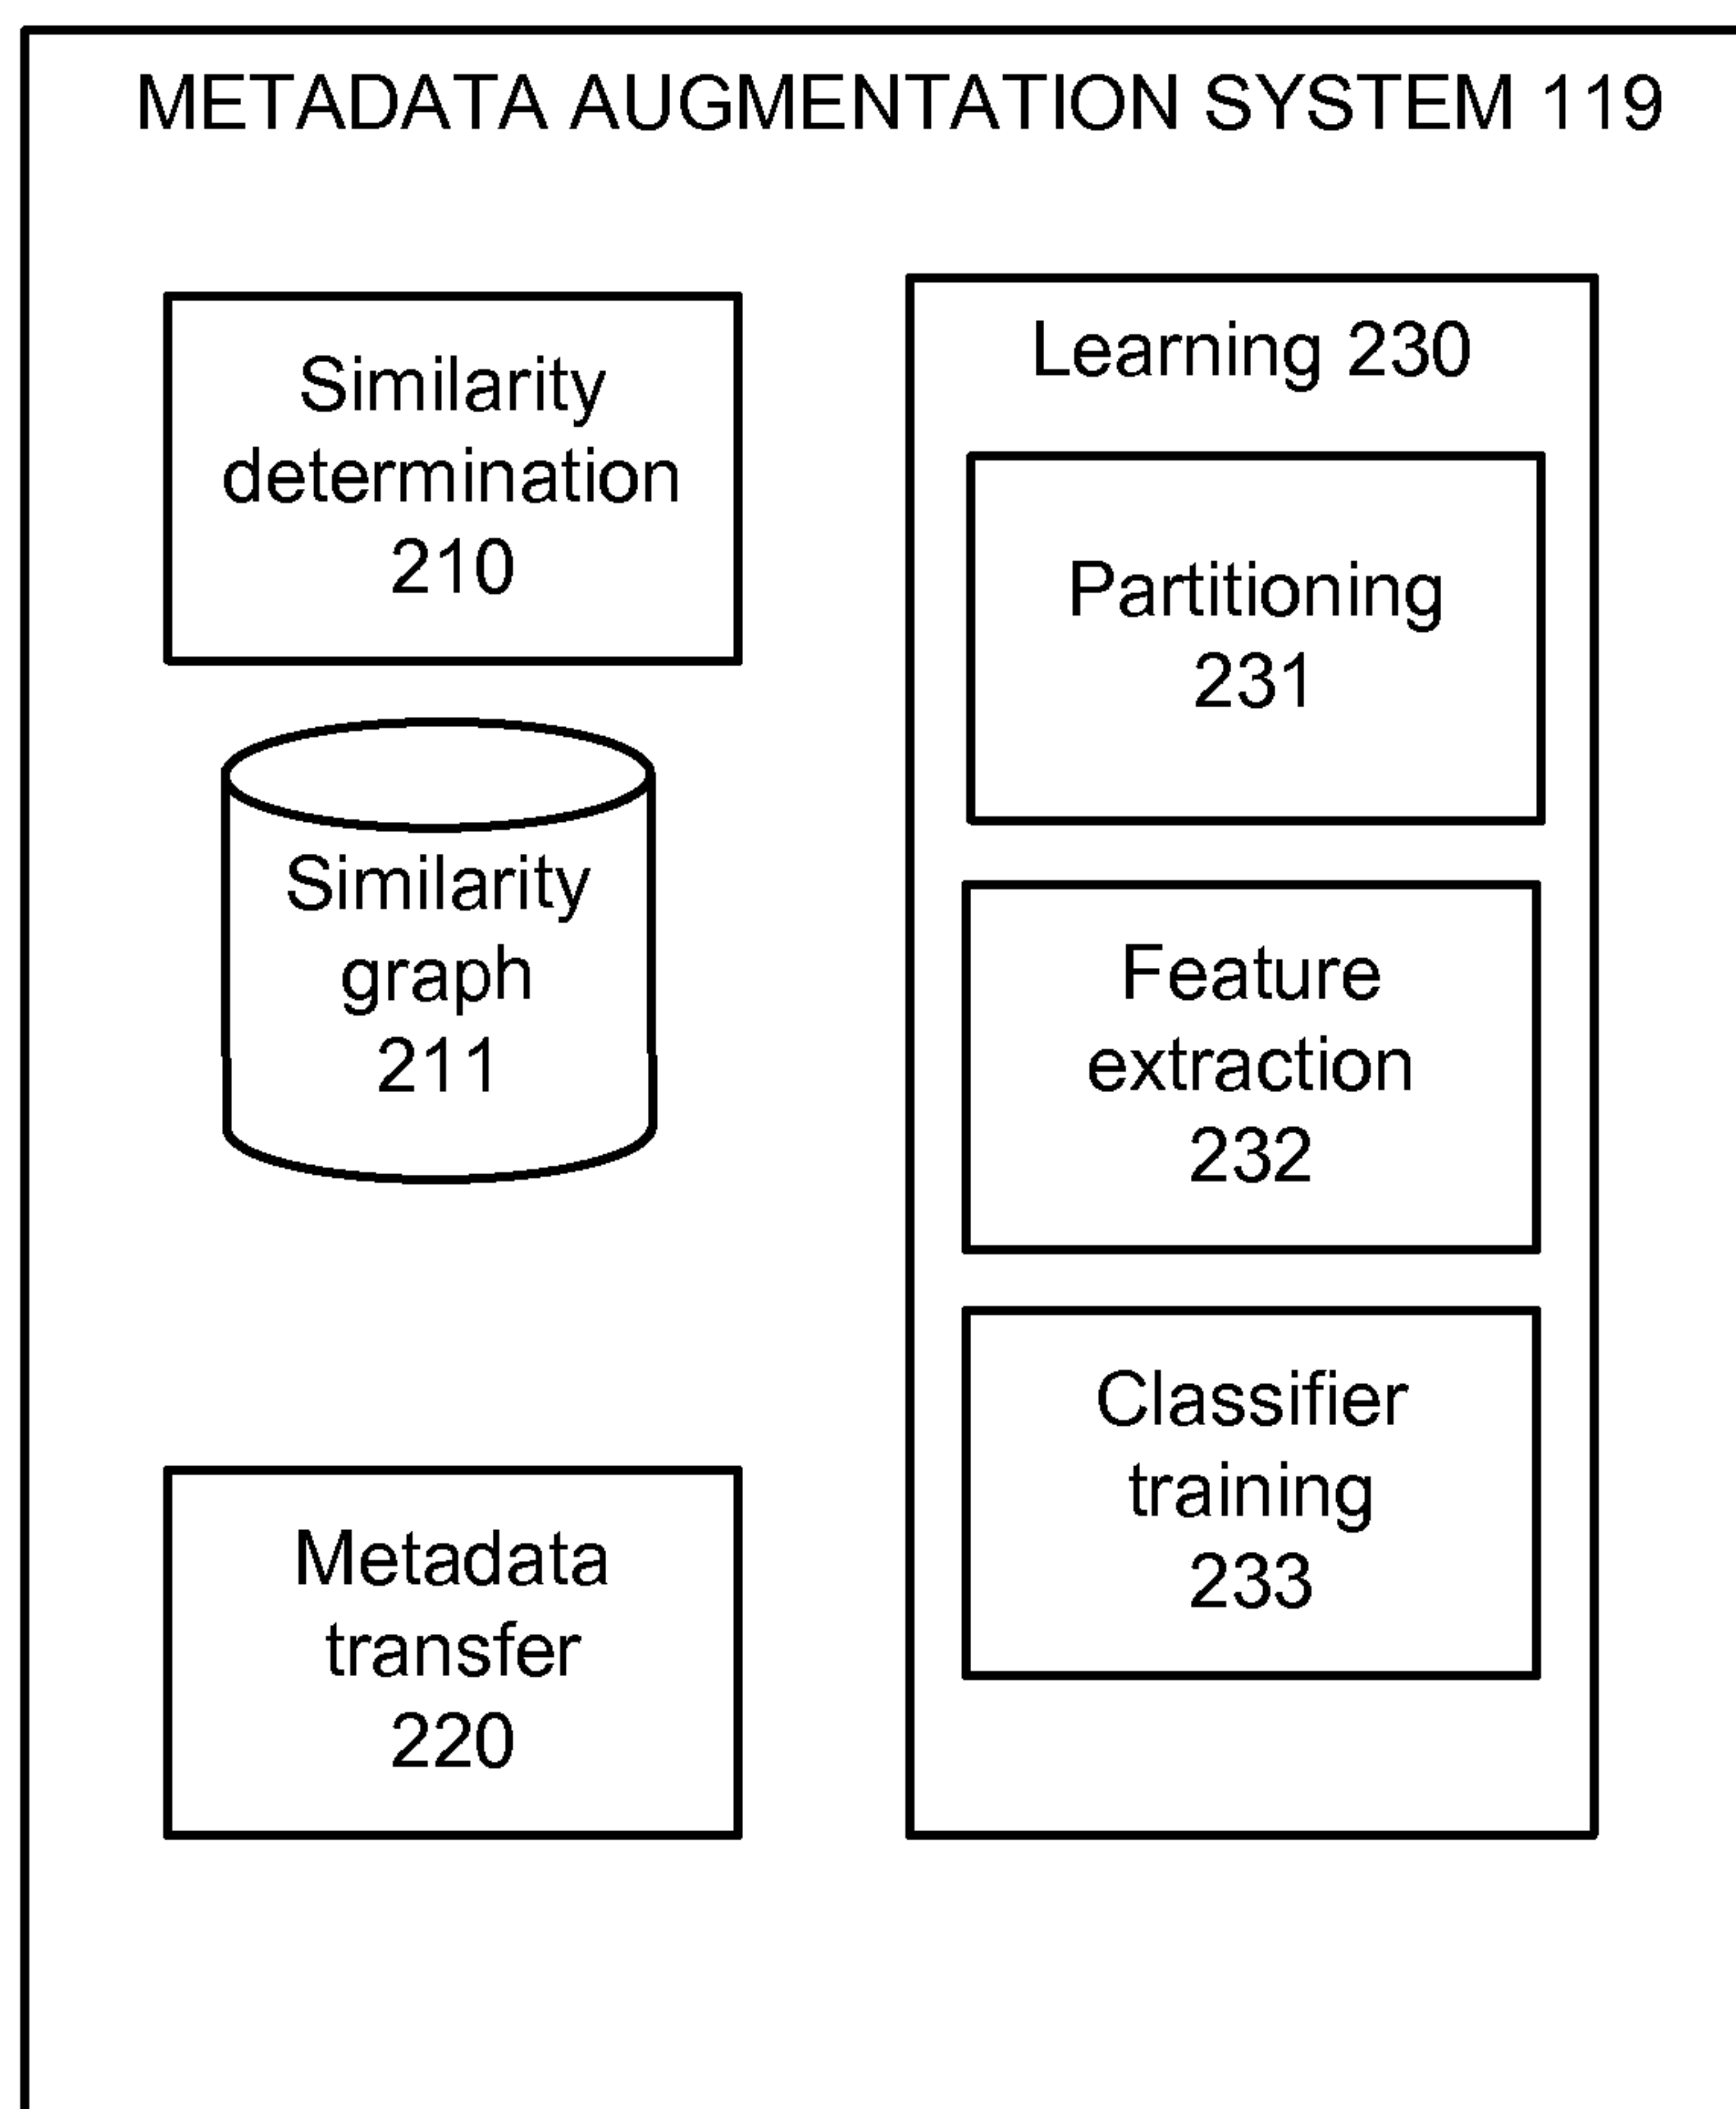 METADATA AUGMENTATION SYSTEM 119
Similarity
determination
210
Similarity
graph
211
Metadata
transfer
220
Learning 230
Partitioning
231
Feature
extraction
232
Classifier
training
233